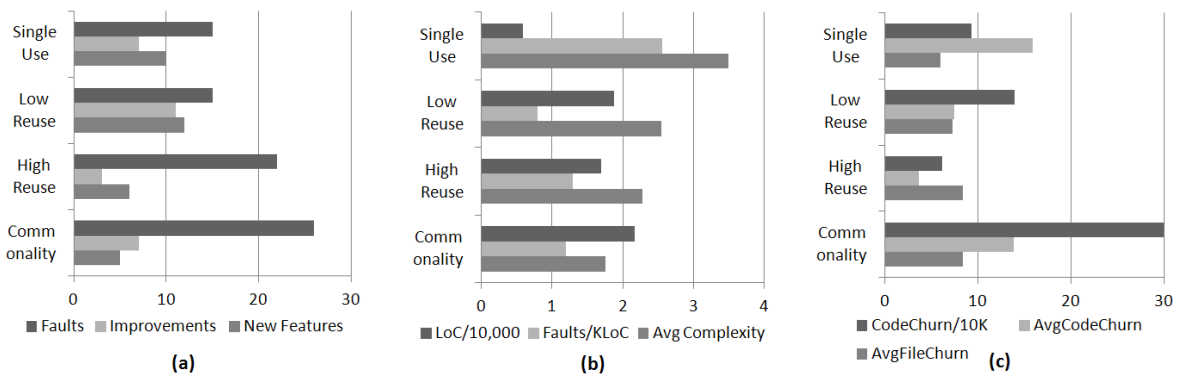 Single
Use
Low
Reuse
High
Reuse
Comm
onality
0 10 20 30
Faults Improvements New Features
(a)
Single
Use
Low
Reuse
High
Reuse
Comm
onality
0 1 2 3 4
LoC/10,000 Faults/KLoC Avg Complexity
(b)
Single
Use
Low
Reuse
High
Reuse
Comm
onality
0 10 20 30
CodeChurn/10K AvgCodeChurn
AvgFileChurn
(c)